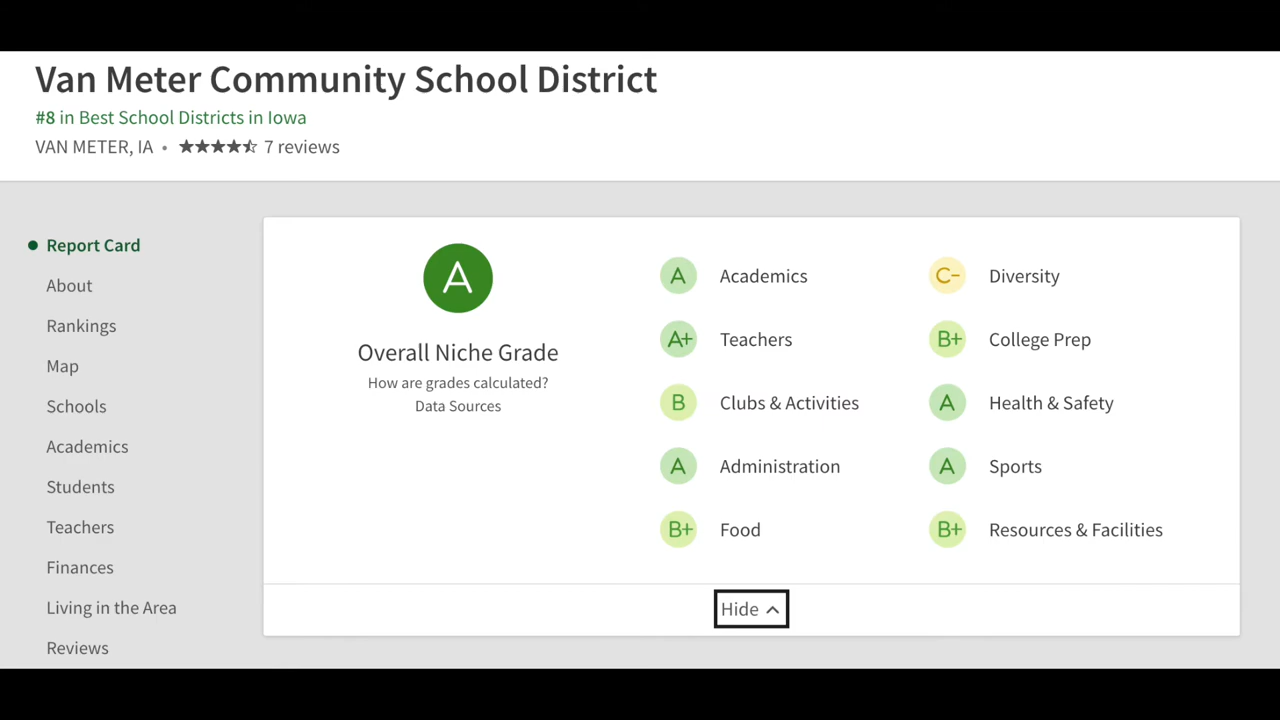 Van Meter Community School District
#8 in Best School Districts in Iowa
VAN METER, IA • ★★★★⯪ 7 reviews
Report Card
About
Rankings
Map
Schools
Academics
Students
Teachers
Finances
Living in the Area
Reviews
A
Overall Niche Grade
How are grades calculated?
Data Sources
A Academics
A+ Teachers
B Clubs & Activities
A Administration
B+ Food
C- Diversity
B+ College Prep
A Health & Safety
A Sports
B+ Resources & Facilities
Hide